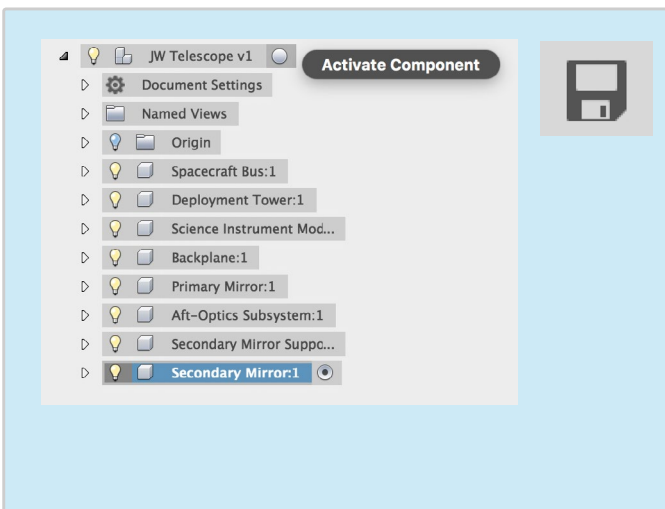 JW Telescope v1
Activate Component
Document Settings
Named Views
Origin
Spacecraft Bus:1
Deployment Tower:1
Science Instrument Mod...
Backplane:1
Primary Mirror:1
Aft-Optics Subsystem:1
Secondary Mirror Suppo...
Secondary Mirror:1